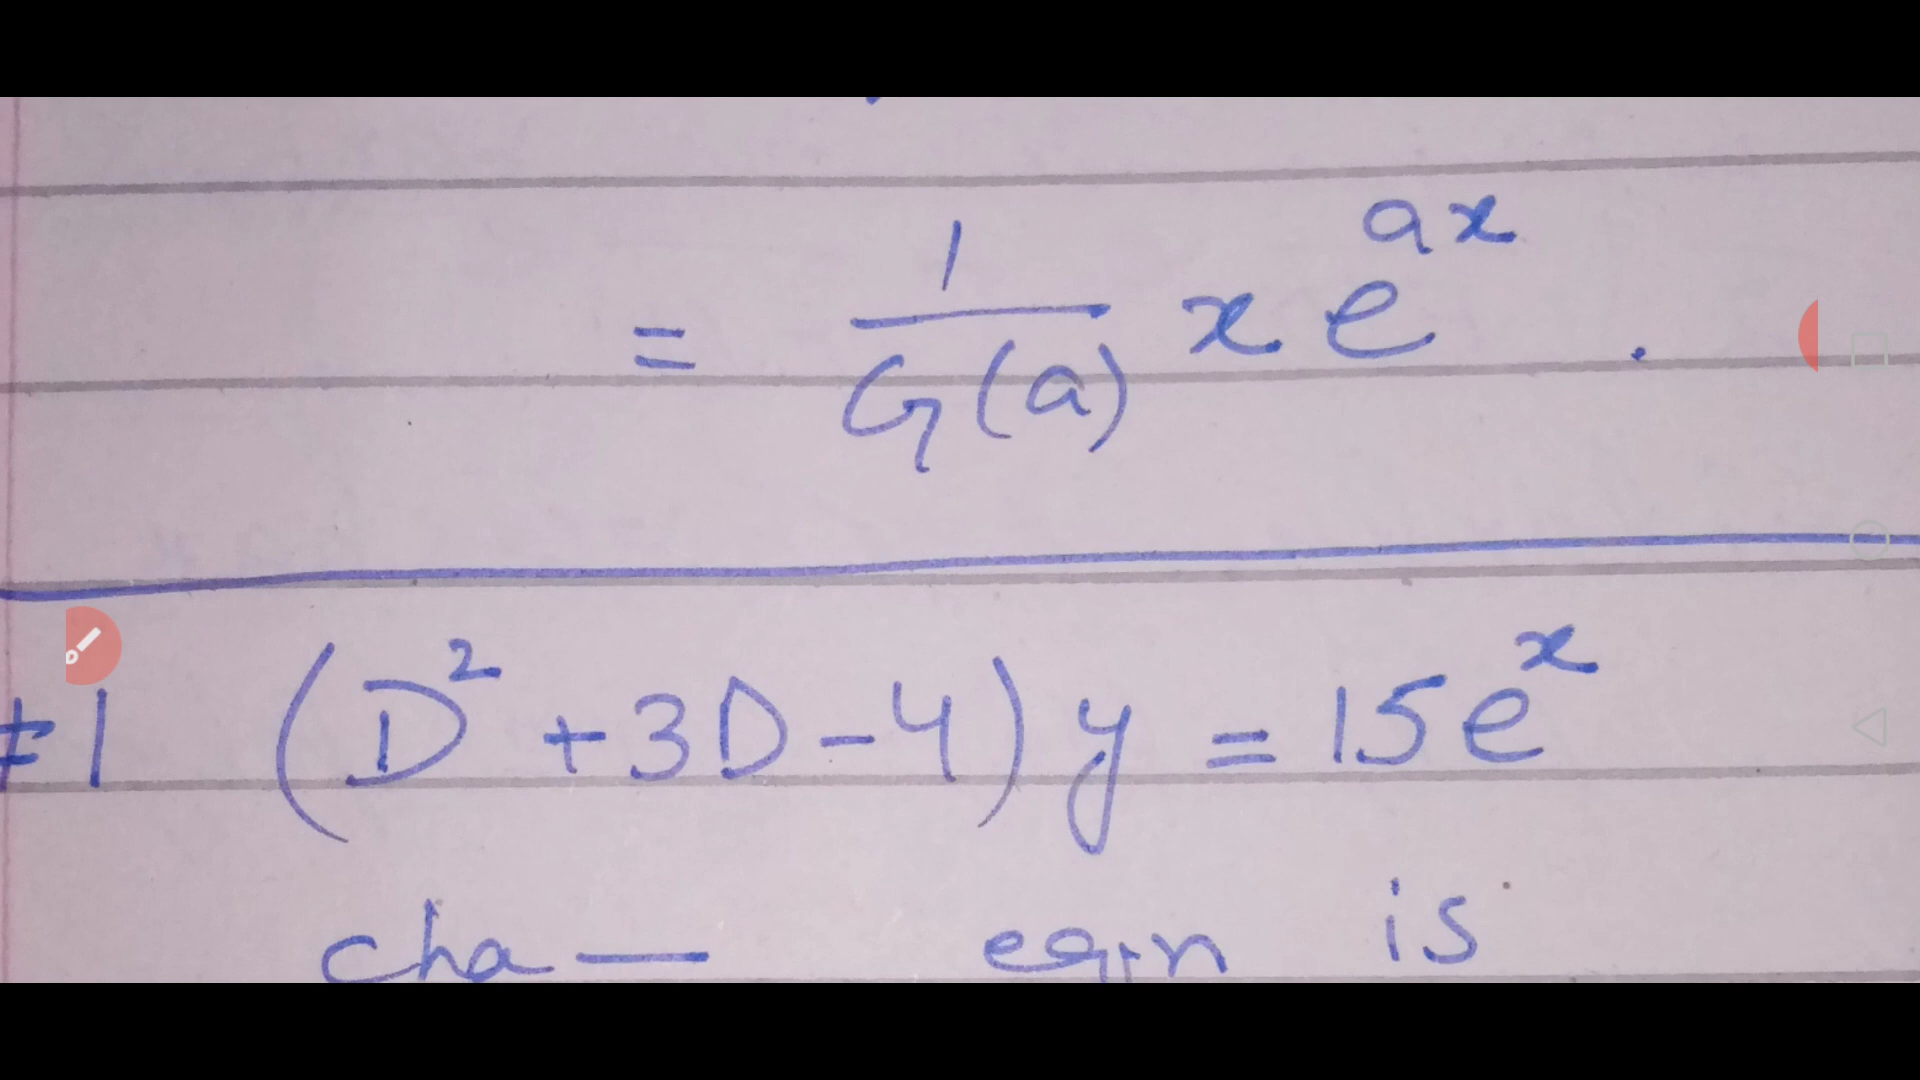 = 1/G(a) x e^ax .
#1 (D² + 3D - 4) y = 15e^x
cha — eqn is